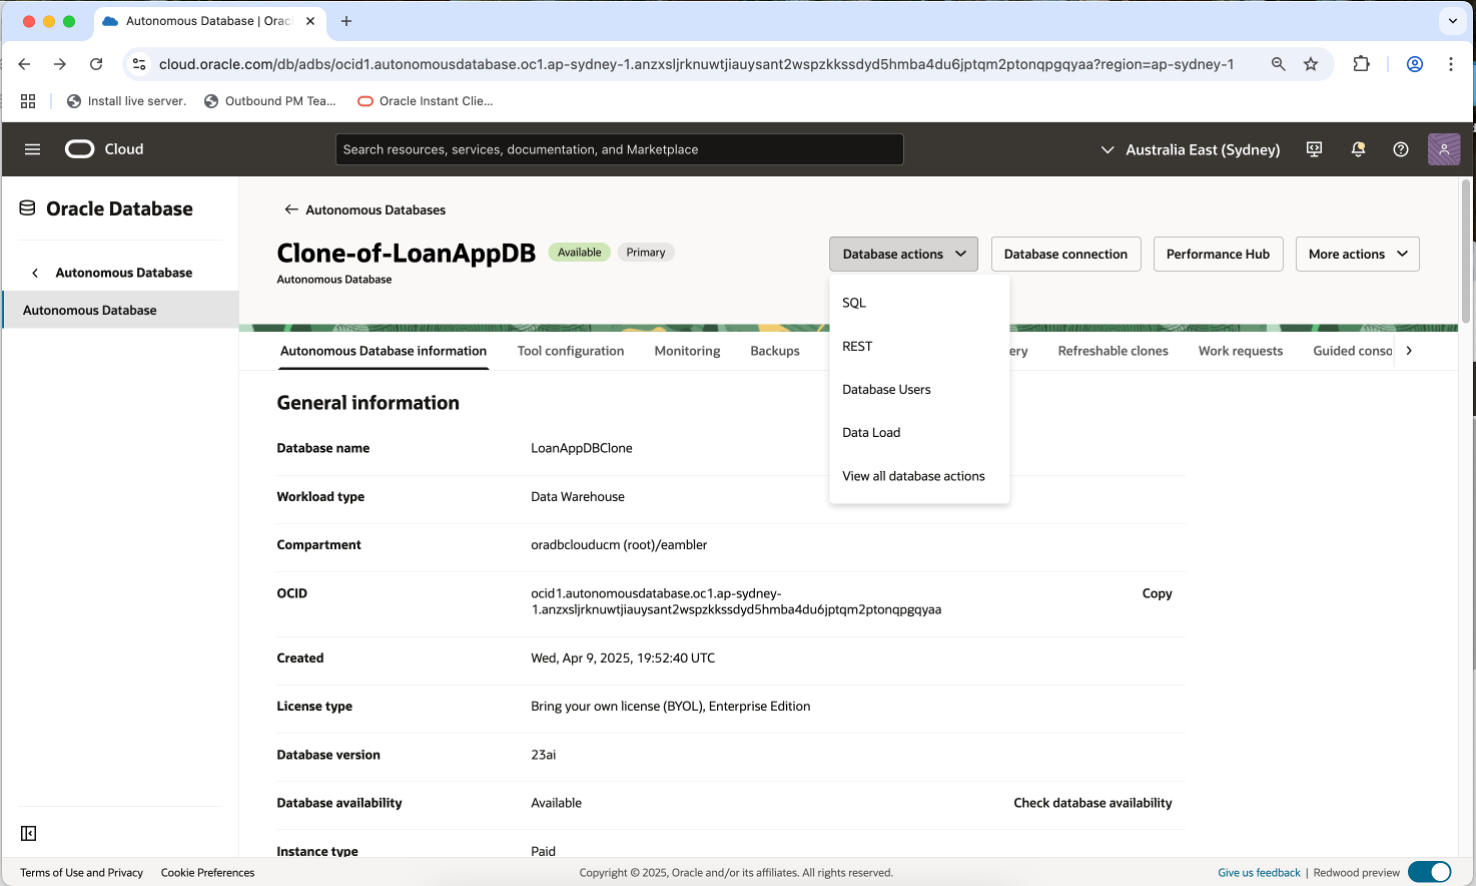 Autonomous Database | Orac
cloud.oracle.com/db/adbs/ocid1.autonomousdatabase.oc1.ap-sydney-1.anzxsljrknuwtjiauysant2wspzkkssdyd5hmba4du6jptqm2ptonqpgqyaa?region=ap-sydney-1
Install live server.
Outbound PM Tea...
Oracle Instant Clie...
Cloud
Search resources, services, documentation, and Marketplace
Australia East (Sydney)
Oracle Database
Autonomous Database
Autonomous Database
Autonomous Databases
Clone-of-LoanAppDB
Available
Primary
Autonomous Database
Database actions
Database connection
Performance Hub
More actions
SQL
REST
Database Users
Data Load
View all database actions
Autonomous Database information
Tool configuration
Monitoring
Backups
ery
Refreshable clones
Work requests
Guided conso
General information
Database name LoanAppDBClone
Workload type Data Warehouse
Compartment oradbclouducm (root)/eambler
OCID ocid1.autonomousdatabase.oc1.ap-sydney- Copy
1.anzxsljrknuwtjiauysant2wspzkkssdyd5hmba4du6jptqm2ptonqpgqyaa
Created Wed, Apr 9, 2025, 19:52:40 UTC
License type Bring your own license (BYOL), Enterprise Edition
Database version 23ai
Database availability Available Check database availability
Instance type Paid
Terms of Use and Privacy
Cookie Preferences
Copyright © 2025, Oracle and/or its affiliates. All rights reserved.
Give us feedback | Redwood preview